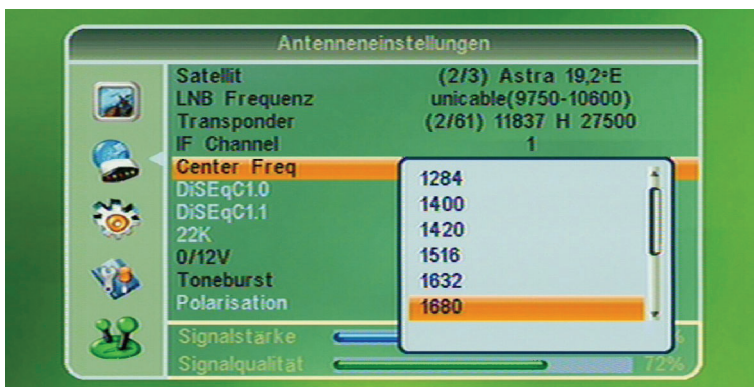 Antenneneinstellungen
Satellit (2/3) Astra 19,2°E
LNB Frequenz unicable(9750-10600)
Transponder (2/61) 11837 H 27500
IF Channel 1
Center Freq
DiSEqC1.0
DiSEqC1.1
22K
0/12V
Toneburst
Polarisation
1284
1400
1420
1516
1632
1680
Signalstärke %
Signalqualität 72%